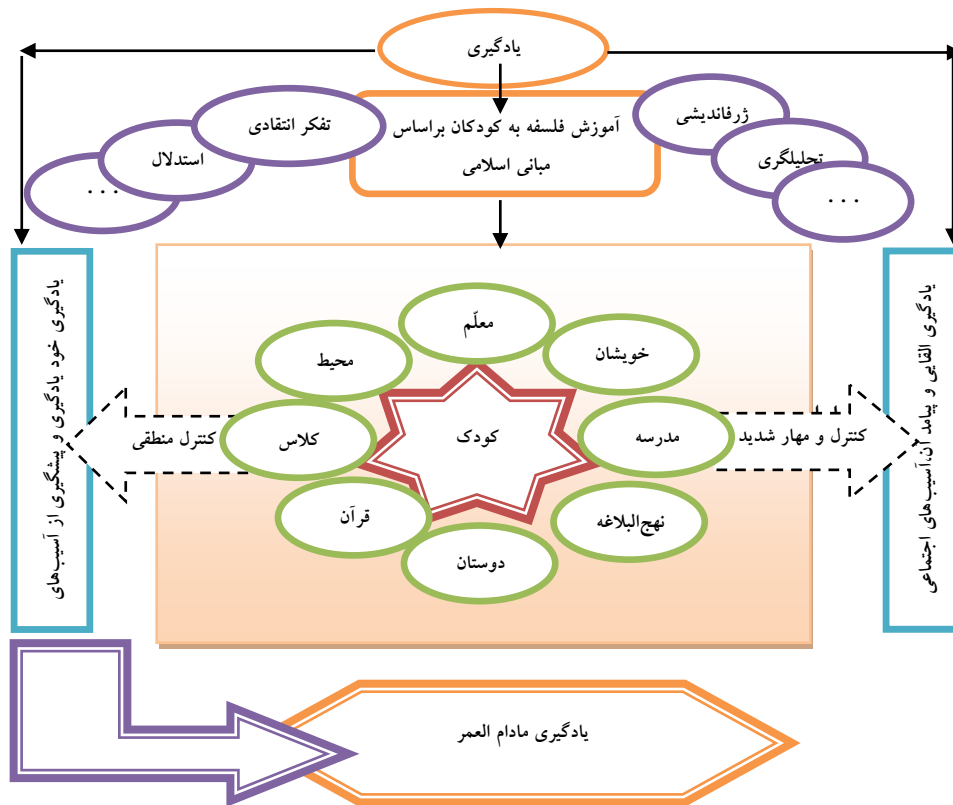 یادگیری
آموزش فلسفه به کودکان براساس
مبانی اسلامی
ژرفاندیشی
تحلیلگری
. . .
تفکر انتقادی
استدلال
. . .
معلّم
خویشان
محیط
مدرسه
کودک
کلاس
نهج‌البلاغه
قرآن
دوستان
کنترل و مهار شدید
کنترل منطقی
یادگیری القایی و پیامد آن.آسیب‌های اجتماعی
یادگیری خود یادگیری و پیشگیری از آسیب‌های
یادگیری مادام العمر